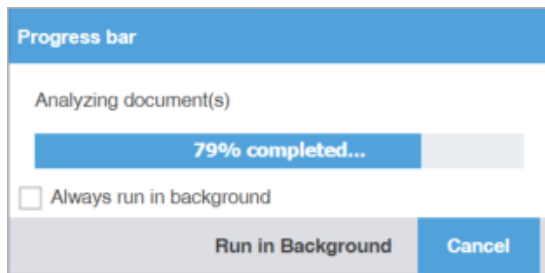 Progress bar
Analyzing document(s)
79% completed...
Always run in background
Run in Background Cancel